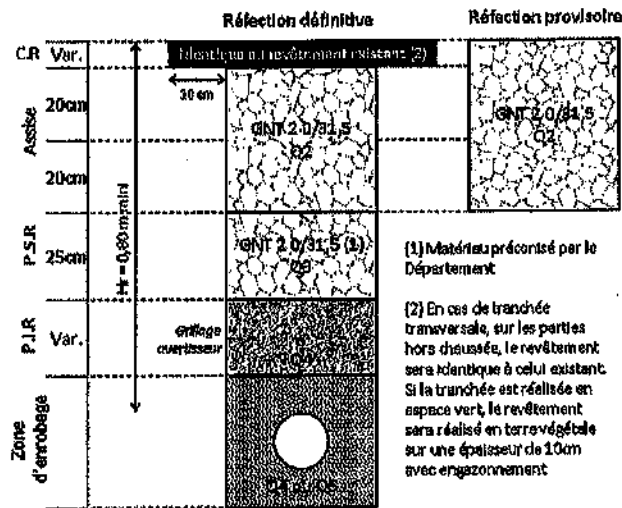 Réfection définitive
Réfection provisoire
C.R
Var.
Identique au revêtement existant (2)
20cm
Assise
20cm
30 cm
GNT 2 0/31,5
Q2
GNT 2 0/31,5
Q2
P.S.R
25cm
Hr = 0,80 m mini
GNT 2 0/31,5 (1)
Q3
P.I.R
Var.
Grillage
avertisseur
Q4
Zone
d'enrobage
(1) Matériau préconisé par le
Département
(2) En cas de tranchée
transversale, sur les parties
hors chaussée, le revêtement
sera identique à celui existant.
Si la tranchée est réalisée en
espace vert, le revêtement
sera réalisé en terre végétale
sur une épaisseur de 10cm
avec engazonnement